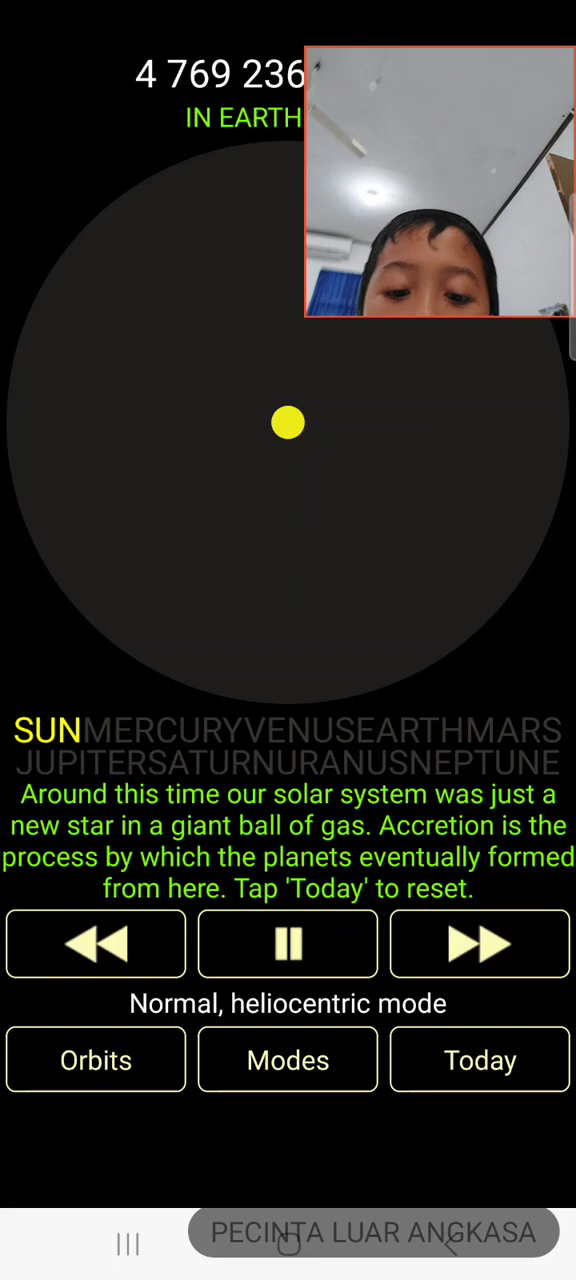 4 769 236
IN EARTH
SUNMERCURYVENUSEARTHMARS
JUPITERSATURNURANUSNEPTUNE
Around this time our solar system was just a
new star in a giant ball of gas. Accretion is the
process by which the planets eventually formed
from here. Tap 'Today' to reset.
Normal, heliocentric mode
Orbits Modes Today
PECINTA LUAR ANGKASA